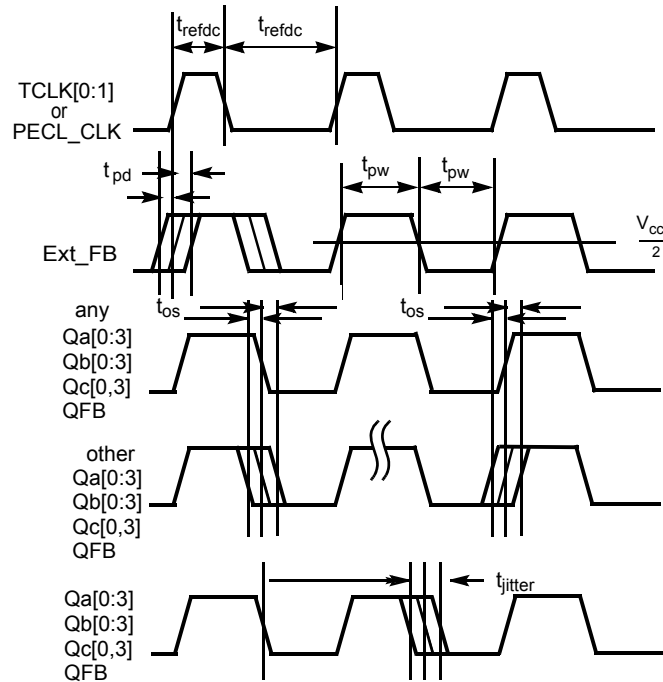 trefdc trefdc
TCLK[0:1]
or
PECL_CLK
tpd
tpw tpw
Ext_FB
Vcc
2
any
Qa[0:3]
Qb[0:3]
Qc[0,3]
QFB
tos
tos
other
Qa[0:3]
Qb[0:3]
Qc[0,3]
QFB
tjitter
Qa[0:3]
Qb[0:3]
Qc[0,3]
QFB